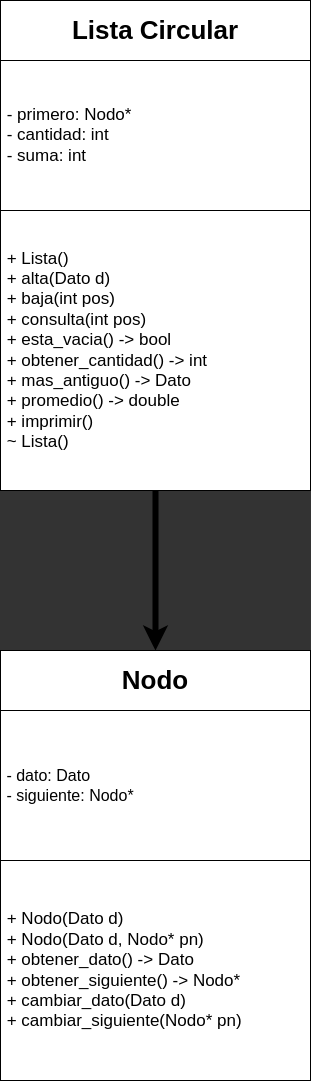 Lista Circular
- primero: Nodo*
- cantidad: int
- suma: int
+ Lista()
+ alta(Dato d)
+ baja(int pos)
+ consulta(int pos)
+ esta_vacia() -> bool
+ obtener_cantidad() -> int
+ mas_antiguo() -> Dato
+ promedio() -> double
+ imprimir()
~ Lista()
Nodo
- dato: Dato
- siguiente: Nodo*
+ Nodo(Dato d)
+ Nodo(Dato d, Nodo* pn)
+ obtener_dato() -> Dato
+ obtener_siguiente() -> Nodo*
+ cambiar_dato(Dato d)
+ cambiar_siguiente(Nodo* pn)